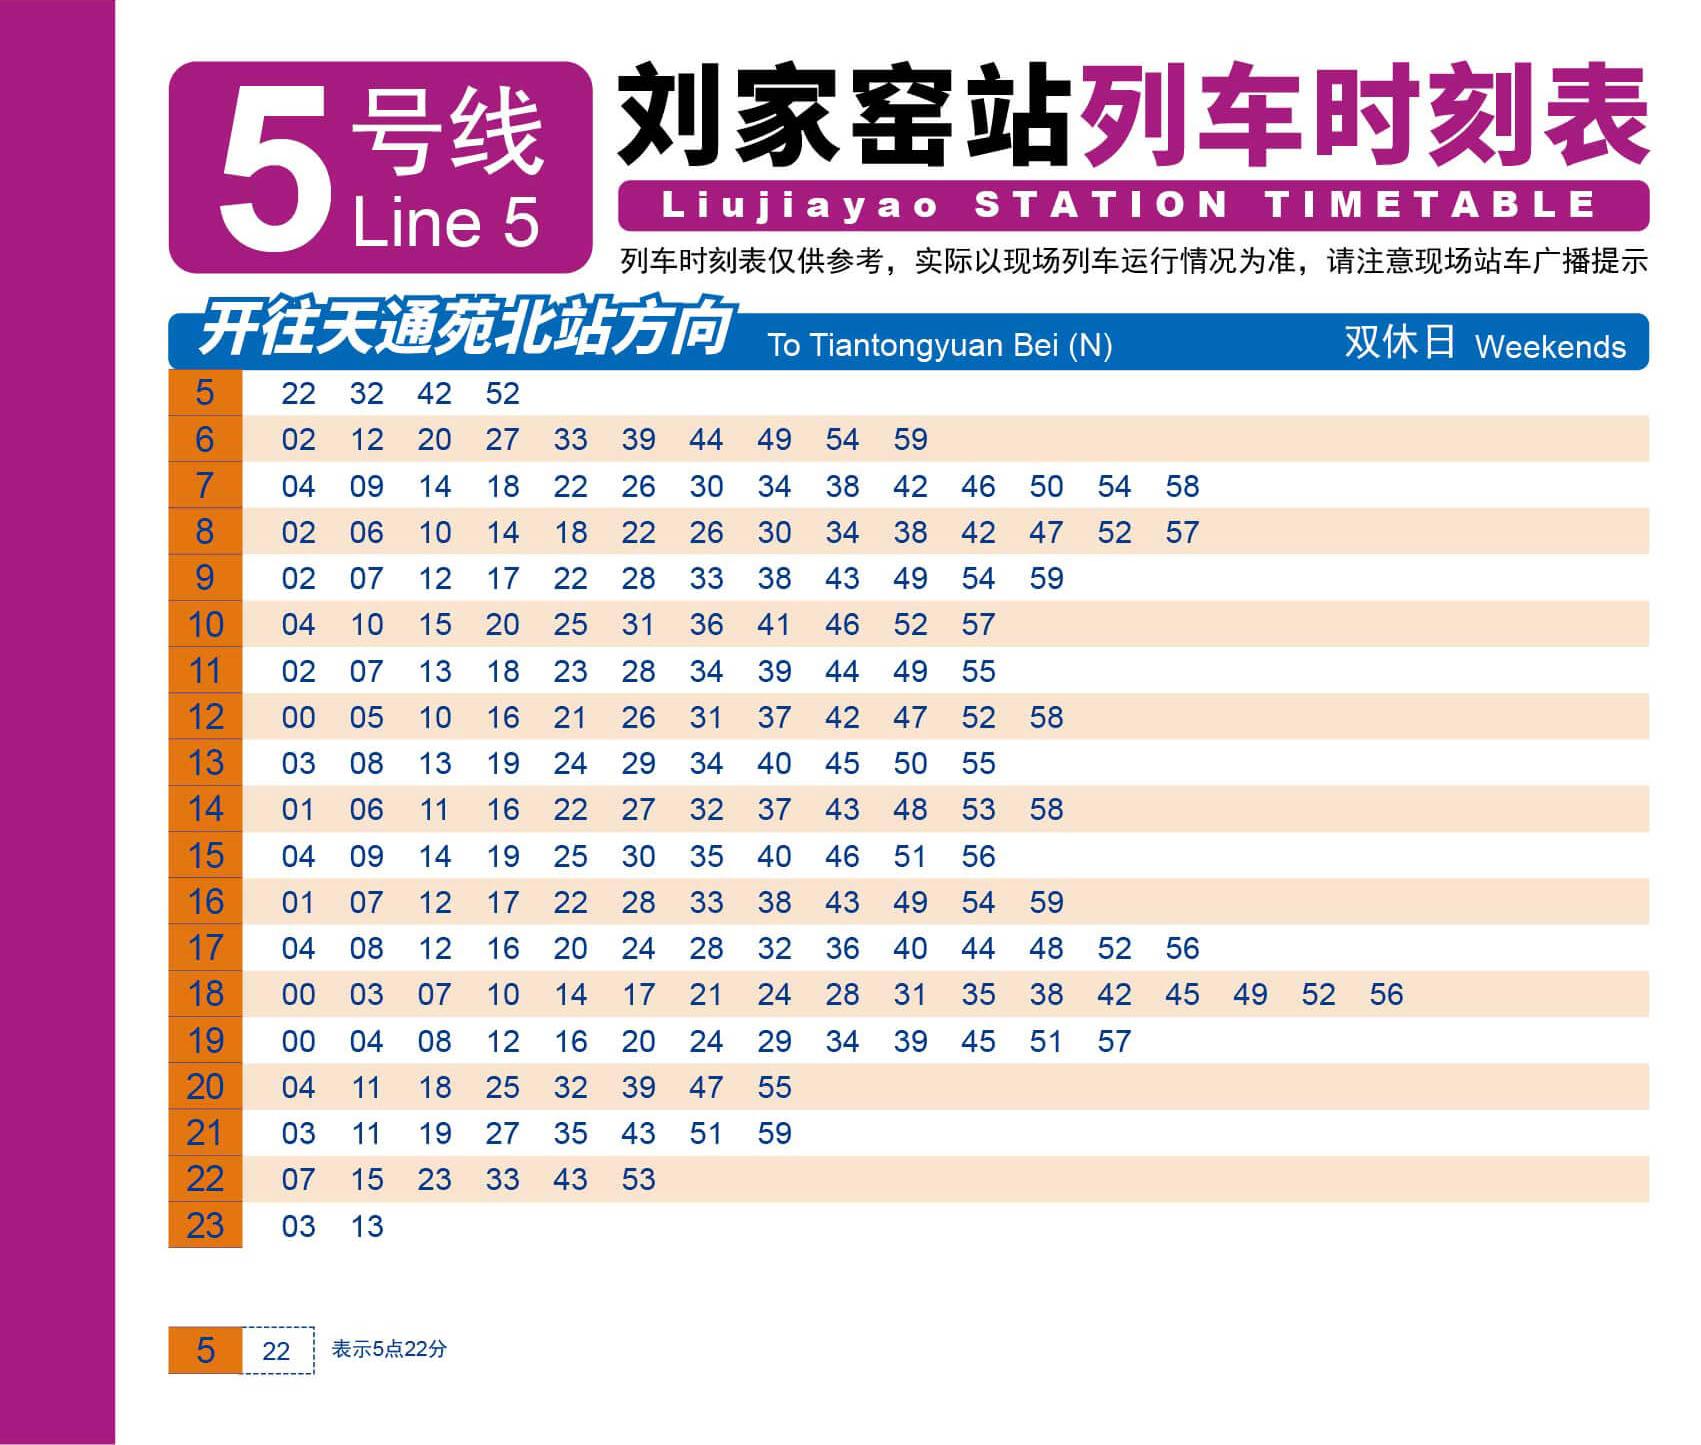 5号线
Line 5
刘家窑站列车时刻表
Liujiayao STATION TIMETABLE
列车时刻表仅供参考，实际以现场列车运行情况为准，请注意现场站车广播提示
开往天通苑北站方向 To Tiantongyuan Bei (N) 双休日 Weekends
5 22 32 42 52
6 02 12 20 27 33 39 44 49 54 59
7 04 09 14 18 22 26 30 34 38 42 46 50 54 58
8 02 06 10 14 18 22 26 30 34 38 42 47 52 57
9 02 07 12 17 22 28 33 38 43 49 54 59
10 04 10 15 20 25 31 36 41 46 52 57
11 02 07 13 18 23 28 34 39 44 49 55
12 00 05 10 16 21 26 31 37 42 47 52 58
13 03 08 13 19 24 29 34 40 45 50 55
14 01 06 11 16 22 27 32 37 43 48 53 58
15 04 09 14 19 25 30 35 40 46 51 56
16 01 07 12 17 22 28 33 38 43 49 54 59
17 04 08 12 16 20 24 28 32 36 40 44 48 52 56
18 00 03 07 10 14 17 21 24 28 31 35 38 42 45 49 52 56
19 00 04 08 12 16 20 24 29 34 39 45 51 57
20 04 11 18 25 32 39 47 55
21 03 11 19 27 35 43 51 59
22 07 15 23 33 43 53
23 03 13
5 22 表示5点22分